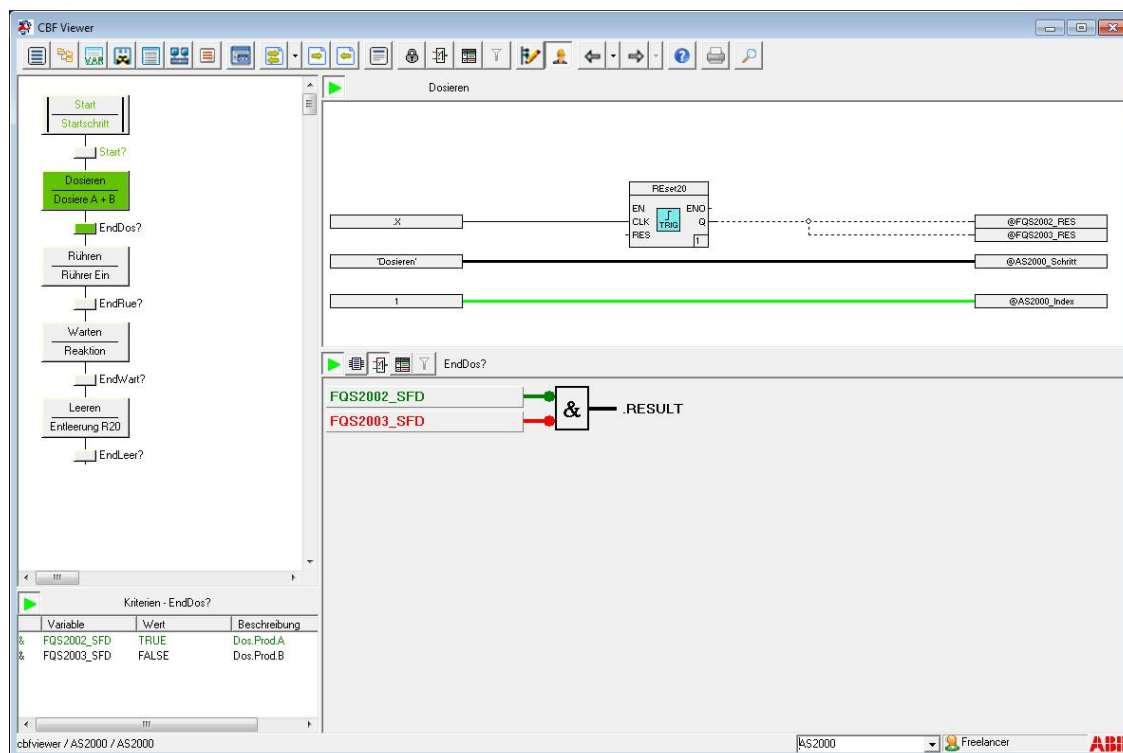 CBF Viewer
VAR
Start
Startschritt
Start?
Dosieren
Dosiere A + B
EndDos?
Rühren
Rührer Ein
EndRue?
Warten
Reaktion
EndWart?
Leeren
Entleerung R20
EndLeer?
Kriterien - EndDos?
Variable Wert Beschreibung
& FQS2002_SFD TRUE Dos.Prod.A
& FQS2003_SFD FALSE Dos.Prod.B
Dosieren
REset20
EN ENO
CLK TRIG Q
RES 1
.X
@FQS2002_RES
@FQS2003_RES
'Dosieren' @AS2000_Schritt
1 @AS2000_Index
EndDos?
FQS2002_SFD
FQS2003_SFD
& .RESULT
cbfviewer / AS2000 / AS2000
AS2000
Freelancer
ABB